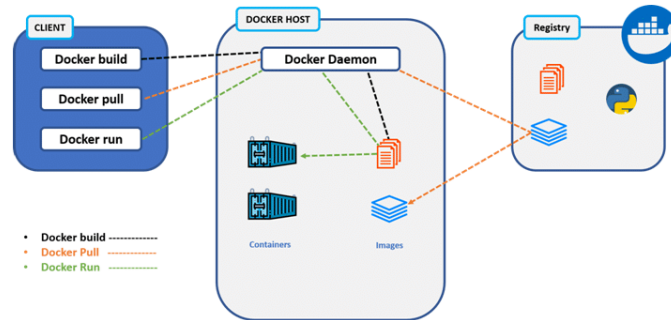 CLIENT
Docker build
Docker pull
Docker run
DOCKER HOST
Docker Daemon
Containers
Images
Registry
• Docker build -------------
• Docker Pull -------------
• Docker Run -------------